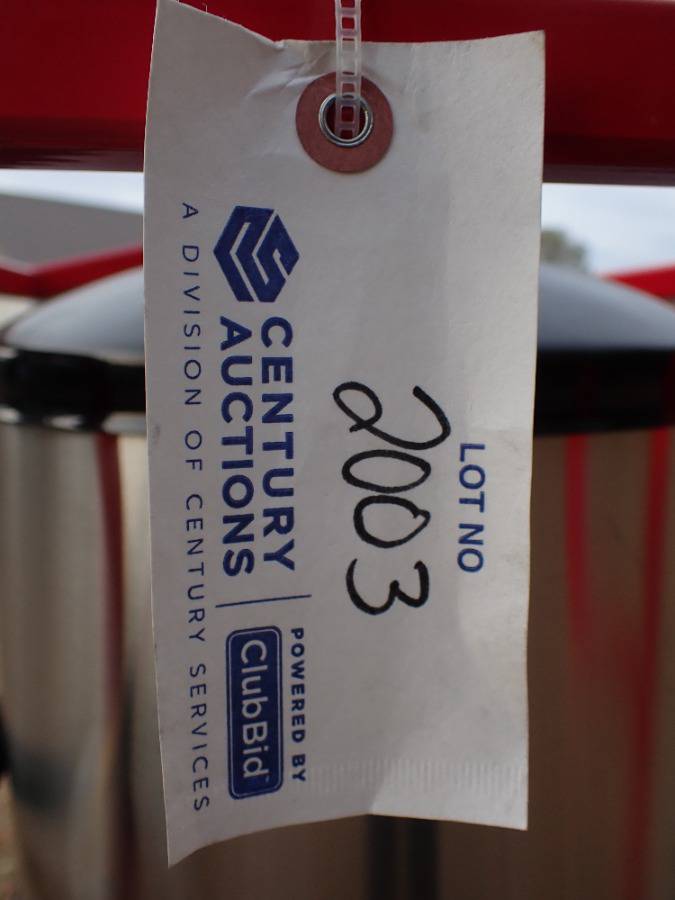 LOT NO
2003
CENTURY
AUCTIONS
POWERED BY
ClubBid
A DIVISION OF CENTURY SERVICES